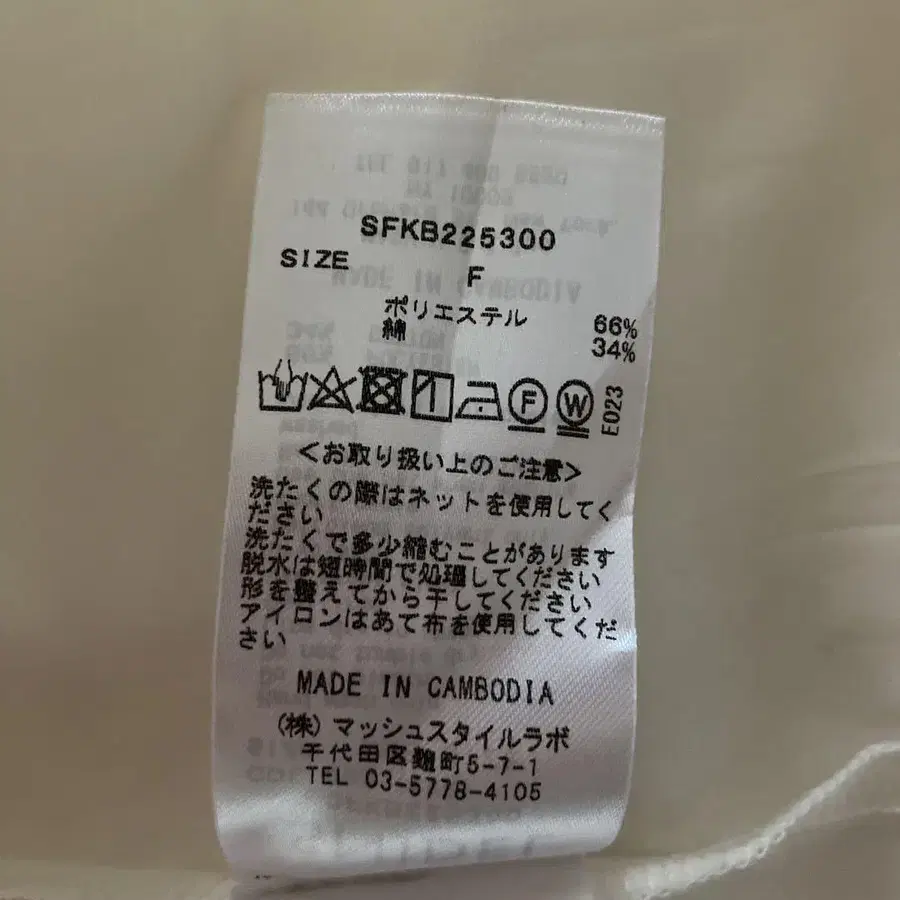 SFKB225300
SIZE F
ポリエステル 66%
綿 34%
F W E023
<お取り扱い上のご注意>
洗たくの際はネットを使用してく
ださい
洗たくで多少縮むことがあります
脱水は短時間で処理してください
形を整えてから干してください
アイロンはあて布を使用してくだ
さい
MADE IN CAMBODIA
(株)マッシュスタイルラボ
千代田区麹町5-7-1
TEL 03-5778-4105